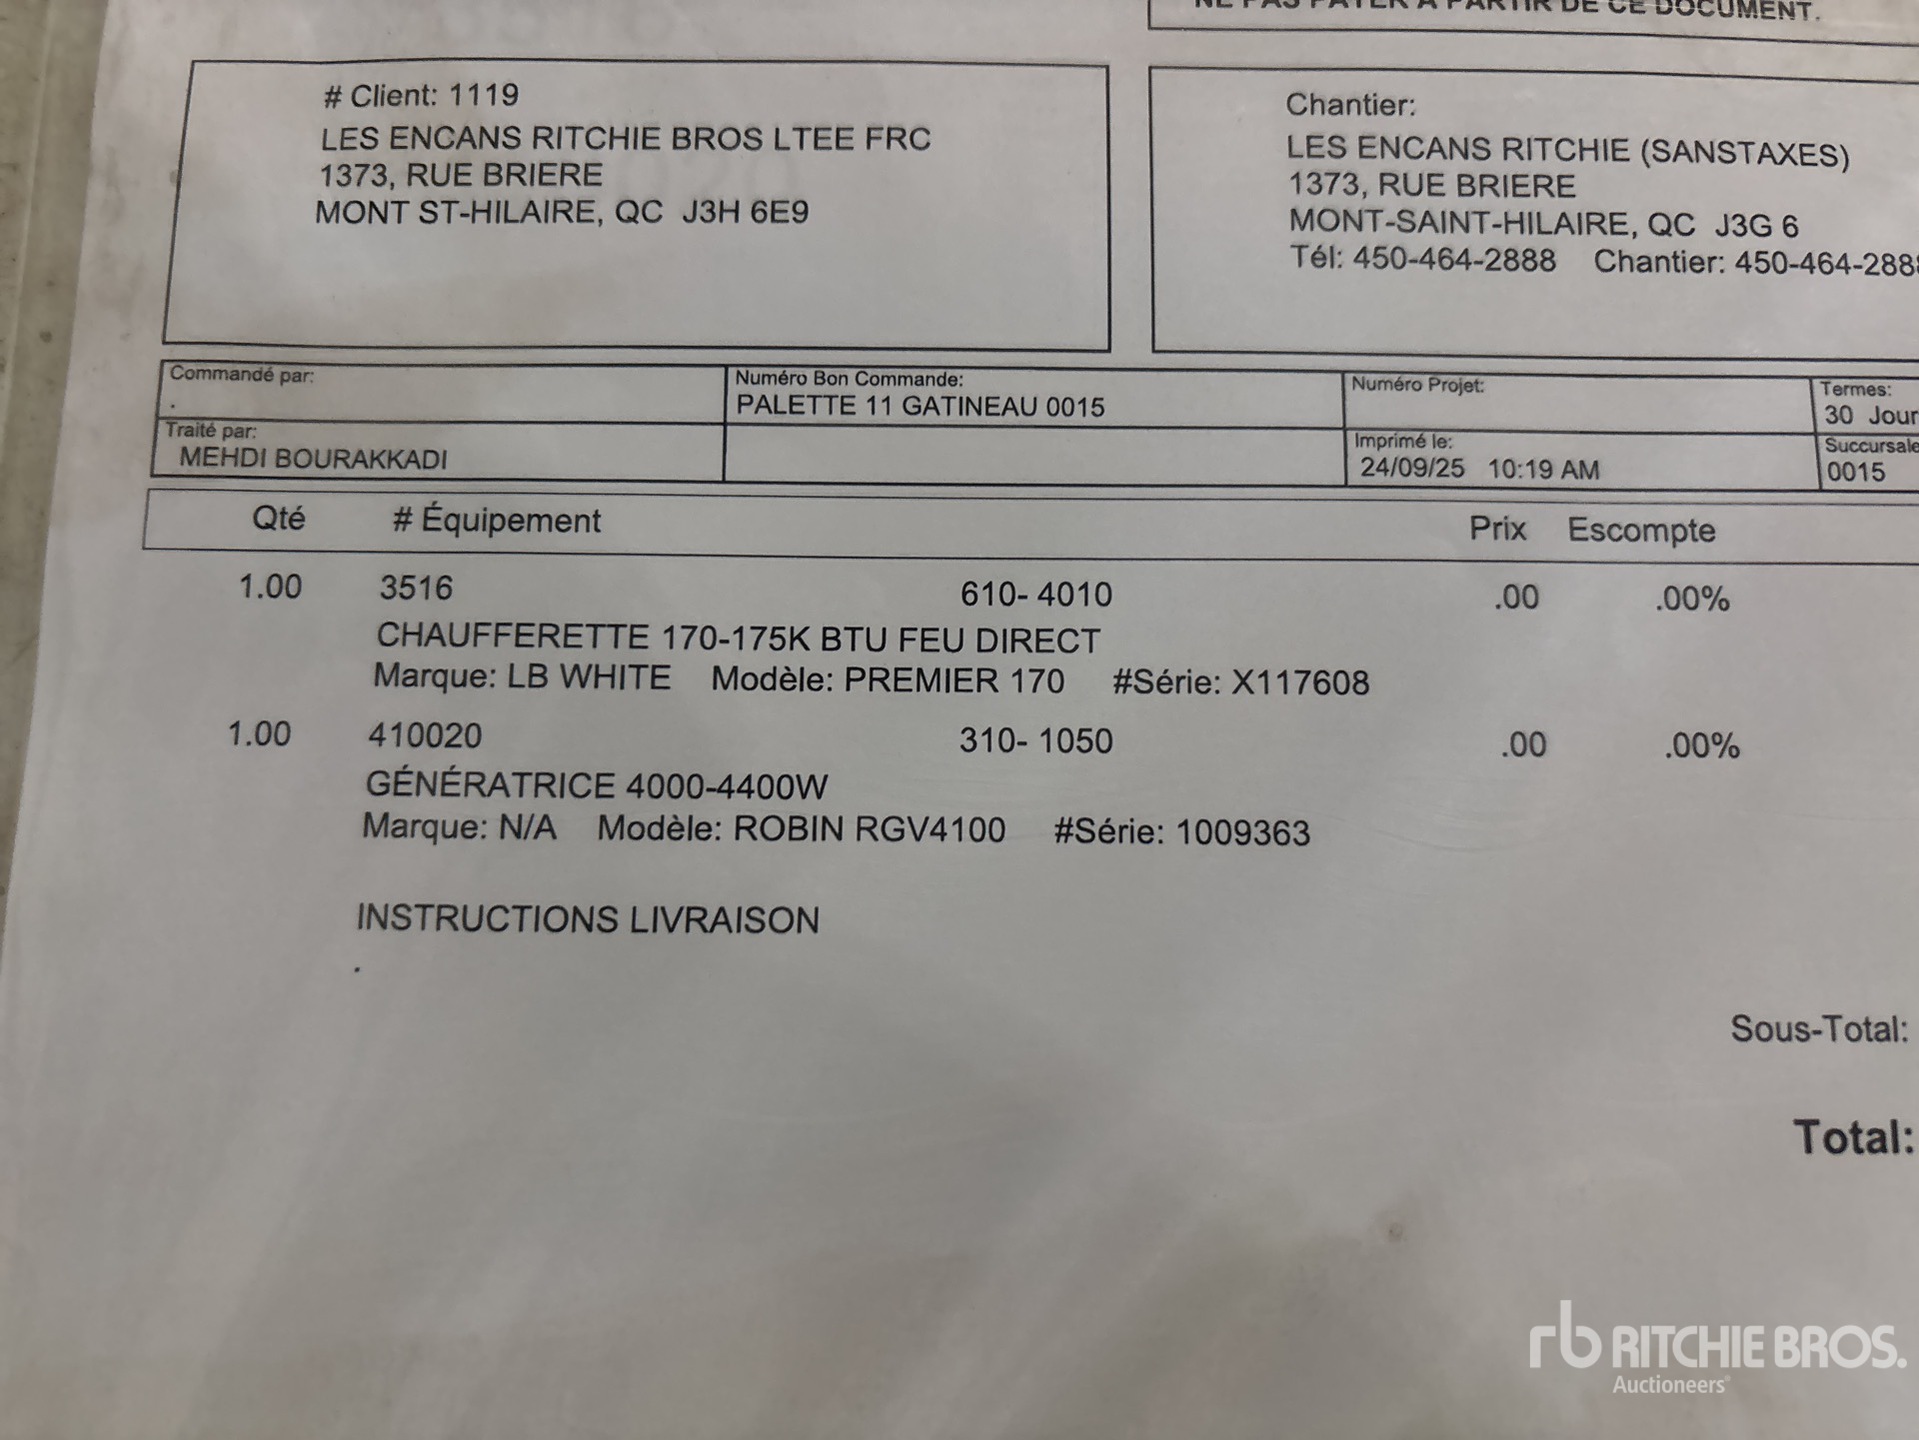 NE PAS PAYER A PARTIR DE CE DOCUMENT.
# Client: 1119
LES ENCANS RITCHIE BROS LTEE FRC
1373, RUE BRIERE
MONT ST-HILAIRE, QC J3H 6E9
Chantier:
LES ENCANS RITCHIE (SANSTAXES)
1373, RUE BRIERE
MONT-SAINT-HILAIRE, QC J3G 6
Tél: 450-464-2888 Chantier: 450-464-288
Commandé par:
.
Numéro Bon Commande:
PALETTE 11 GATINEAU 0015
Numéro Projet:
Termes:
30 Jour
Traité par:
MEHDI BOURAKKADI
Imprimé le:
24/09/25 10:19 AM
Succursale
0015
Qté # Équipement Prix Escompte
1.00 3516 610- 4010 .00 .00%
CHAUFFERETTE 170-175K BTU FEU DIRECT
Marque: LB WHITE Modèle: PREMIER 170 #Série: X117608
1.00 410020 310- 1050 .00 .00%
GÉNÉRATRICE 4000-4400W
Marque: N/A Modèle: ROBIN RGV4100 #Série: 1009363
INSTRUCTIONS LIVRAISON
.
Sous-Total:
Total:
rb RITCHIE BROS.
Auctioneers